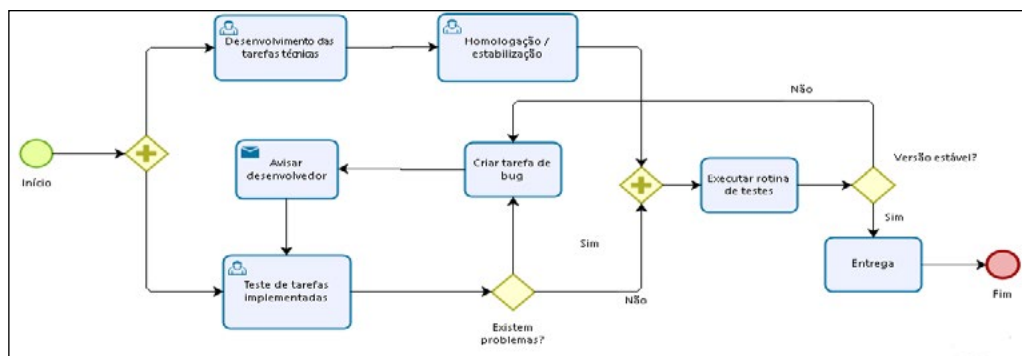 Desenvolvimento das
tarefas técnicas
Homologação /
estabilização
Não
Início
Avisar
desenvolvedor
Criar tarefa de
bug
Executar rotina
de testes
Versão estável?
Sim
Sim
Teste de tarefas
implementadas
Entrega
Não
Fim
Existem
problemas?